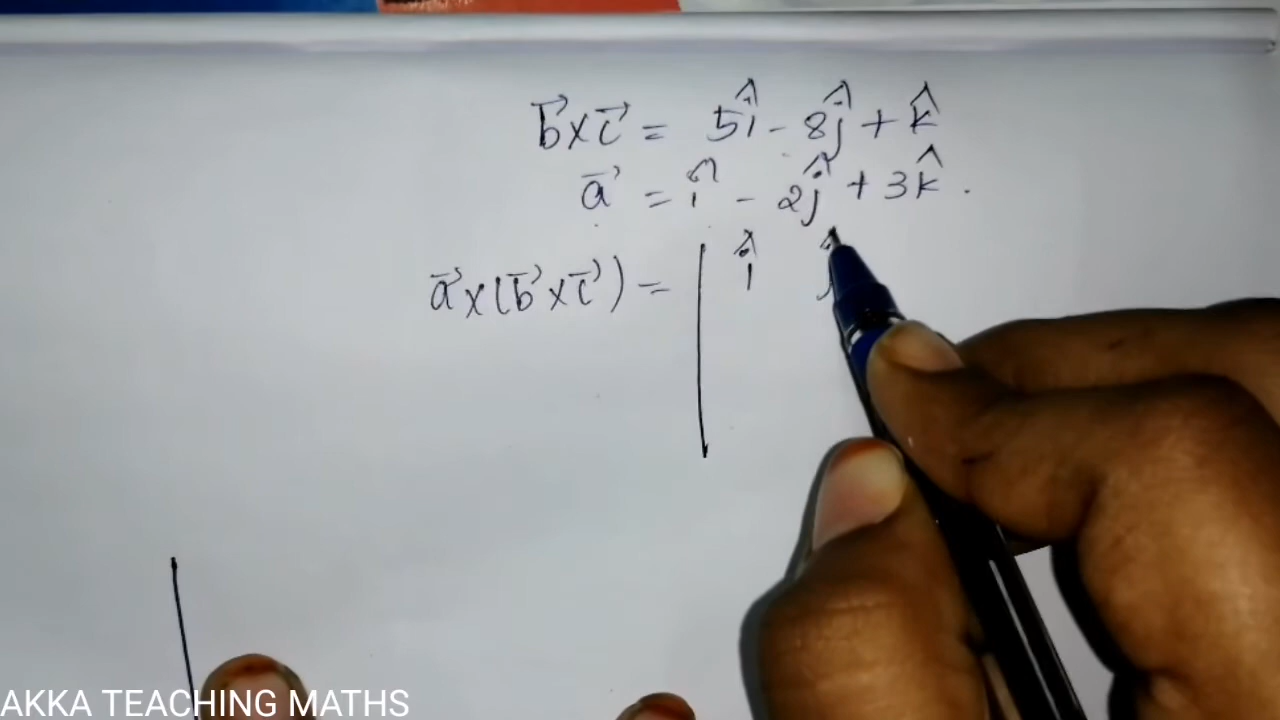 b⃗ × c⃗ = 5î - 8ĵ + k̂
a⃗ = î - 2ĵ + 3k̂ .
a⃗ × (b⃗ × c⃗) = | î ĵ
AKKA TEACHING MATHS